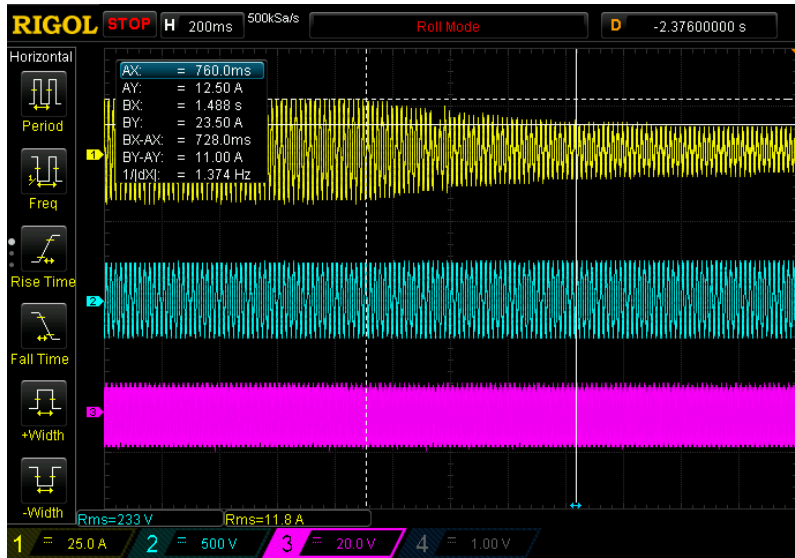 RIGOL STOP H 200ms 500kSa/s Roll Mode D -2.37600000 s
Horizontal
Period
Freq
Rise Time
Fall Time
+Width
-Width
AX: = 760.0ms
AY: = 12.50 A
BX: = 1.488 s
BY: = 23.50 A
BX-AX: = 728.0ms
BY-AY: = 11.00 A
1/|dX|: = 1.374 Hz
1
2
3
Rms=233 V Rms=11.8 A
1 = 25.0 A 2 = 500 V 3 = 20.0 V 4 = 1.00 V